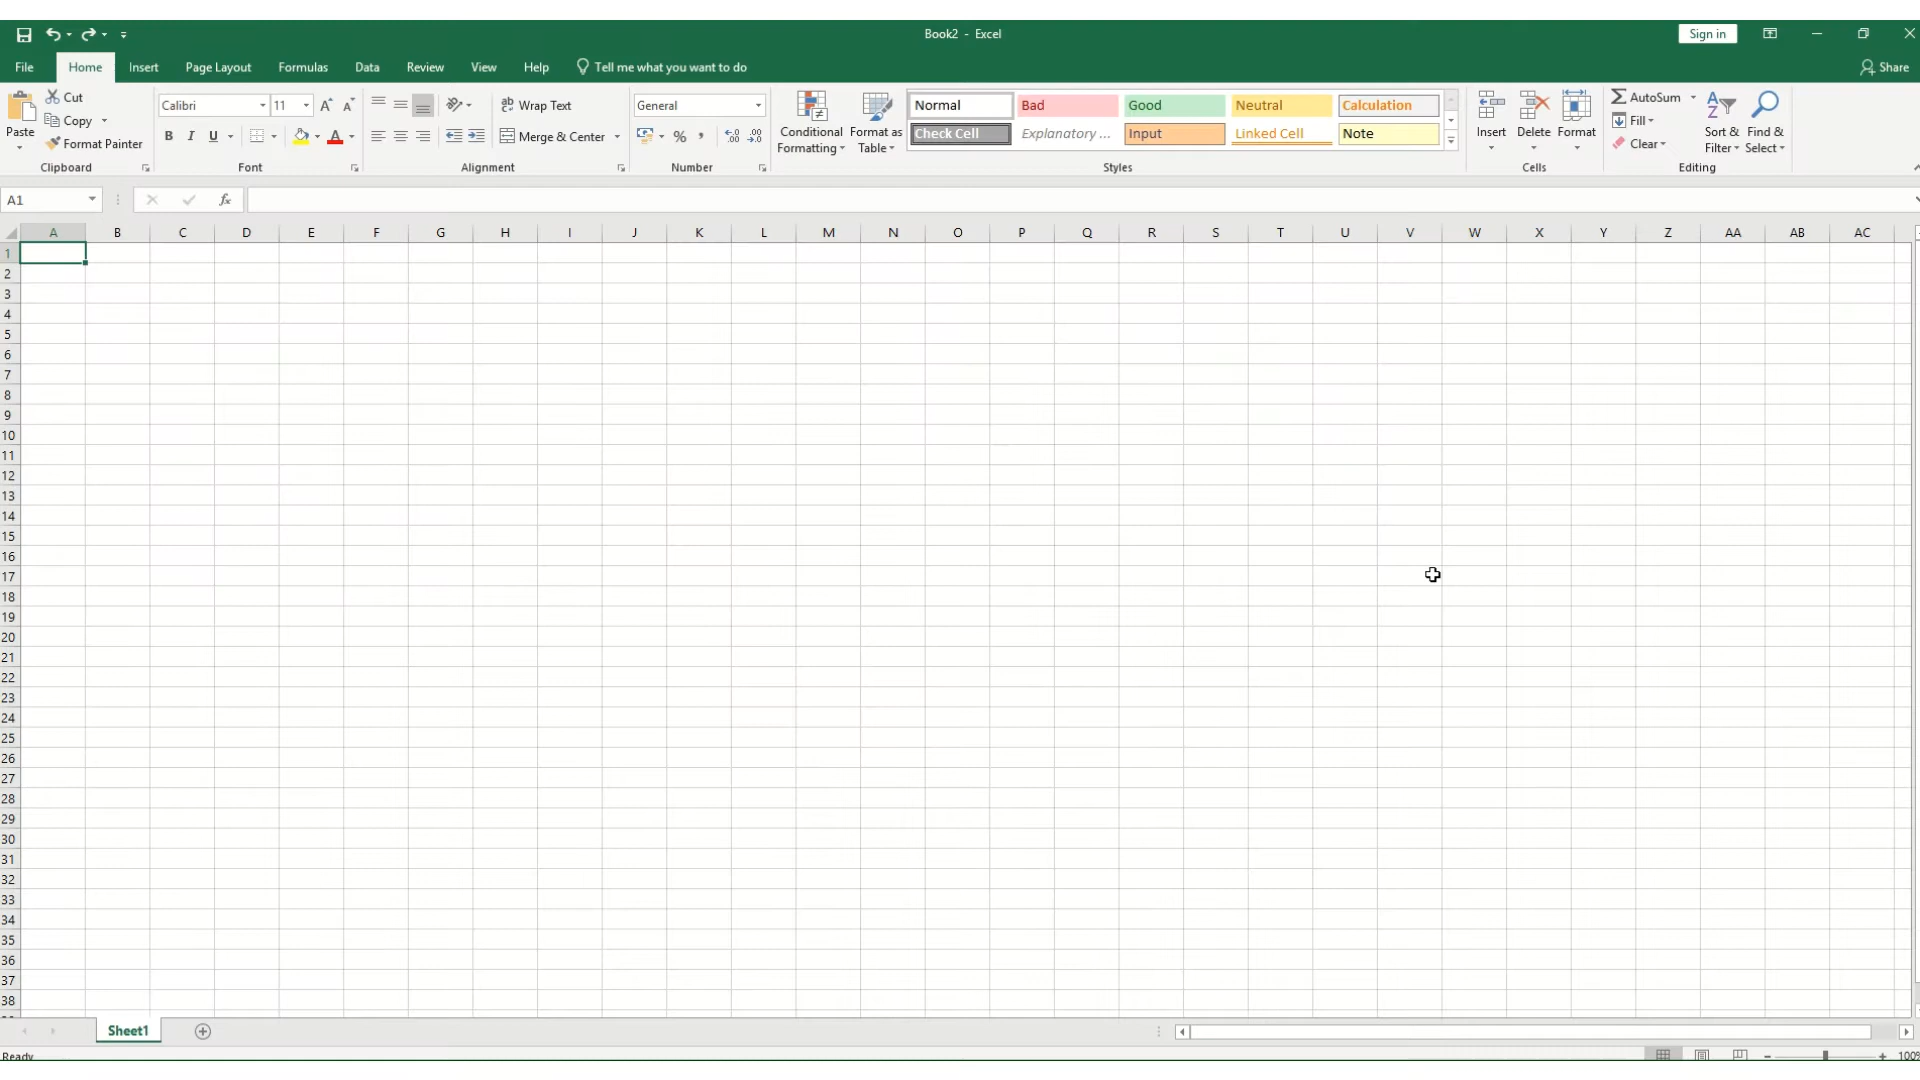 Book2 - Excel
Sign in
File Home Insert Page Layout Formulas Data Review View Help Tell me what you want to do
Share
Paste
Cut
Copy
Format Painter
Clipboard
Calibri 11
B I U A
Font
ab Wrap Text
Merge & Center
Alignment
General
% ,
Number
Conditional Formatting
Format as Table
Normal Bad Good Neutral Calculation
Check Cell Explanatory ... Input Linked Cell Note
Styles
Insert Delete Format
Cells
AutoSum
Fill
Clear
Sort & Filter
Find & Select
Editing
A1
fx
A B C D E F G H I J K L M N O P Q R S T U V W X Y Z AA AB AC
1
2
3
4
5
6
7
8
9
10
11
12
13
14
15
16
17
18
19
20
21
22
23
24
25
26
27
28
29
30
31
32
33
34
35
36
37
38
Sheet1
Ready
100%